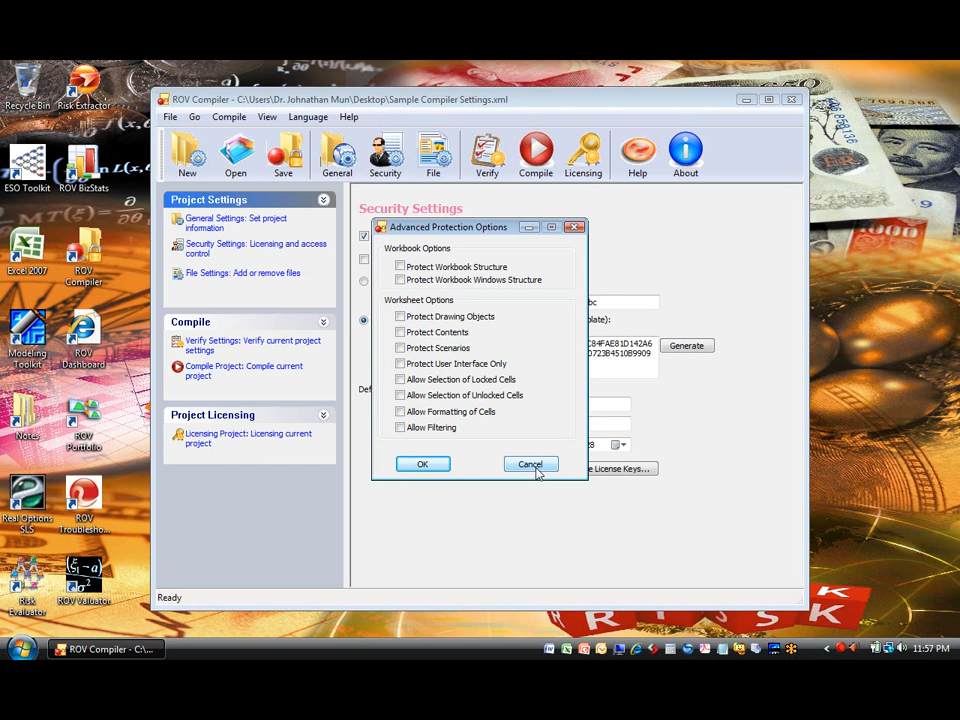 ROV Compiler - C:\Users\Dr. Johnathan Mun\Desktop\Sample Compiler Settings.xml
File Go Compile View Language Help
New Open Save General Security File Verify Compile Licensing Help About
Project Settings
General Settings: Set project
information
Security Settings: Licensing and access
control
File Settings: Add or remove files
Compile
Verify Settings: Verify current project
settings
Compile Project: Compile current
project
Project Licensing
Licensing Project: Licensing current
project
Security Settings
Advanced Protection Options
Workbook Options
Protect Workbook Structure
Protect Workbook Windows Structure
Worksheet Options
Protect Drawing Objects
Protect Contents
Protect Scenarios
Protect User Interface Only
Allow Selection of Locked Cells
Allow Selection of Unlocked Cells
Allow Formatting of Cells
Allow Filtering
OK Cancel
bc
plate):
C84FAE81D142A6
0723B4510B9909
Generate
Def
28
e License Keys...
Ready
Recycle Bin
Risk Extractor
ESO Toolkit
ROV BizStats
Excel 2007
ROV
Compiler
Modeling
Toolkit
ROV
Dashboard
Notes
ROV
Portfolio
Real Options
SLS
ROV
Troublesho...
Risk
Evaluator
ROV Valuator
RISK
K
ROV Compiler - C:\...
11:57 PM